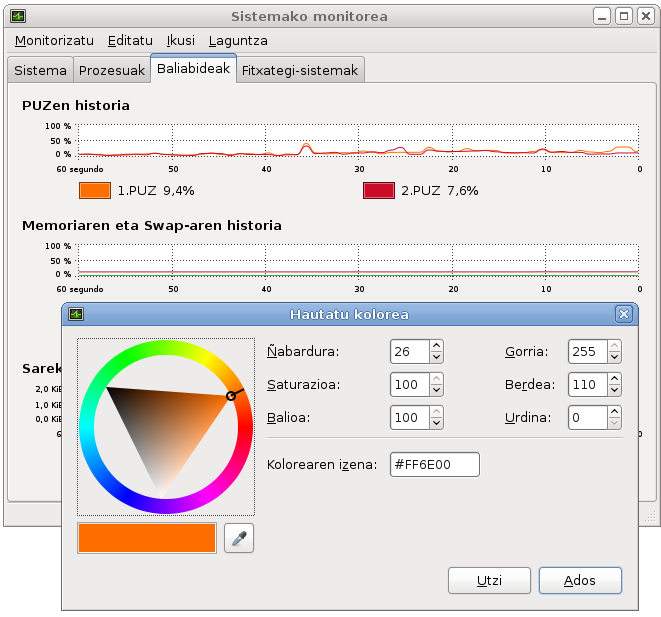 Sistemako monitorea
Monitorizatu Editatu Ikusi Laguntza
Sistema Prozesuak Baliabideak Fitxategi-sistemak
PUZen historia
100 %
50 %
0 %
60 segundo 50 40 30 20 10 0
1.PUZ 9,4% 2.PUZ 7,6%
Memoriaren eta Swap-aren historia
100 %
50 %
0 %
60 segundo 50 40 30 20 10 0
Hautatu kolorea
Ñabardura: 26 Gorria: 255
Saturazioa: 100 Berdea: 110
Balioa: 100 Urdina: 0
Kolorearen izena: #FF6E00
Utzi Ados
Sarek
2,0 KiB
1,0 KiB
0,0 KiB
6 0